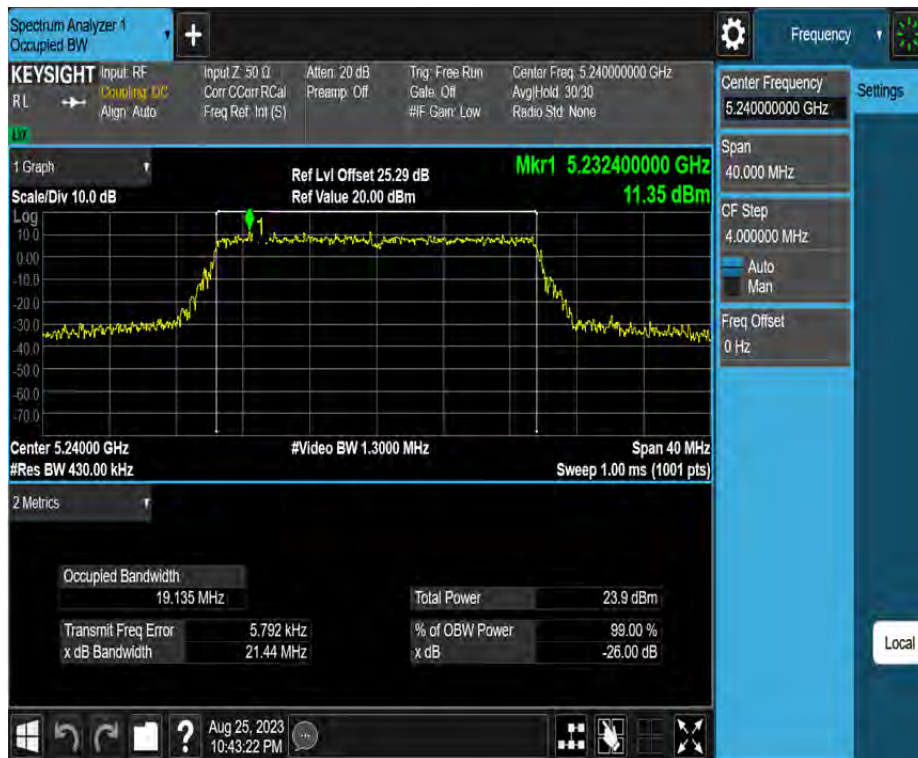 Spectrum Analyzer 1
Occupied BW
+
Frequency
KEYSIGHT
RL
Input: RF
Coupling: DC
Align: Auto
Input Z: 50 Ω
Corr CCorr RCal
Freq Ref: Int (S)
Atten: 20 dB
Preamp: Off
Trig: Free Run
Gate: Off
#IF Gain: Low
Center Freq: 5.240000000 GHz
Avg|Hold: 30/30
Radio Std: None
1 Graph
Scale/Div 10.0 dB
Ref Lvl Offset 25.29 dB
Ref Value 20.00 dBm
Mkr1 5.232400000 GHz
11.35 dBm
Log
10.0
0.00
-10.0
-20.0
-30.0
-40.0
-50.0
-60.0
-70.0
1
Center 5.24000 GHz
#Res BW 430.00 kHz
#Video BW 1.3000 MHz
Span 40 MHz
Sweep 1.00 ms (1001 pts)
2 Metrics
Occupied Bandwidth
19.135 MHz
Transmit Freq Error 5.792 kHz
x dB Bandwidth 21.44 MHz
Total Power 23.9 dBm
% of OBW Power 99.00 %
x dB -26.00 dB
Center Frequency
5.240000000 GHz
Span
40.000 MHz
CF Step
4.000000 MHz
Auto
Man
Freq Offset
0 Hz
Settings
Local
?
Aug 25, 2023
10:43:22 PM